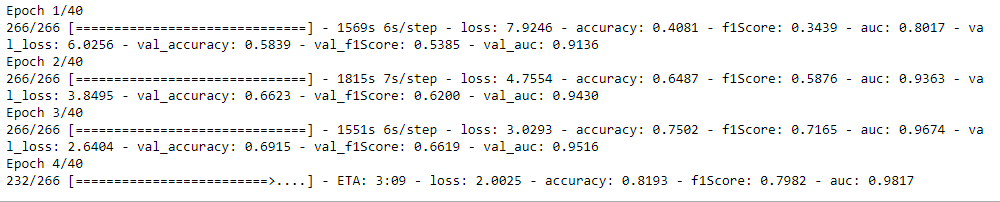 Epoch 1/40
266/266 [==============================] - 1569s 6s/step - loss: 7.9246 - accuracy: 0.4081 - f1Score: 0.3439 - auc: 0.8017 - va
l_loss: 6.0256 - val_accuracy: 0.5839 - val_f1Score: 0.5385 - val_auc: 0.9136
Epoch 2/40
266/266 [==============================] - 1815s 7s/step - loss: 4.7554 - accuracy: 0.6487 - f1Score: 0.5876 - auc: 0.9363 - va
l_loss: 3.8495 - val_accuracy: 0.6623 - val_f1Score: 0.6200 - val_auc: 0.9430
Epoch 3/40
266/266 [==============================] - 1551s 6s/step - loss: 3.0293 - accuracy: 0.7502 - f1Score: 0.7165 - auc: 0.9674 - va
l_loss: 2.6404 - val_accuracy: 0.6915 - val_f1Score: 0.6619 - val_auc: 0.9516
Epoch 4/40
232/266 [=========================>....] - ETA: 3:09 - loss: 2.0025 - accuracy: 0.8193 - f1Score: 0.7982 - auc: 0.9817